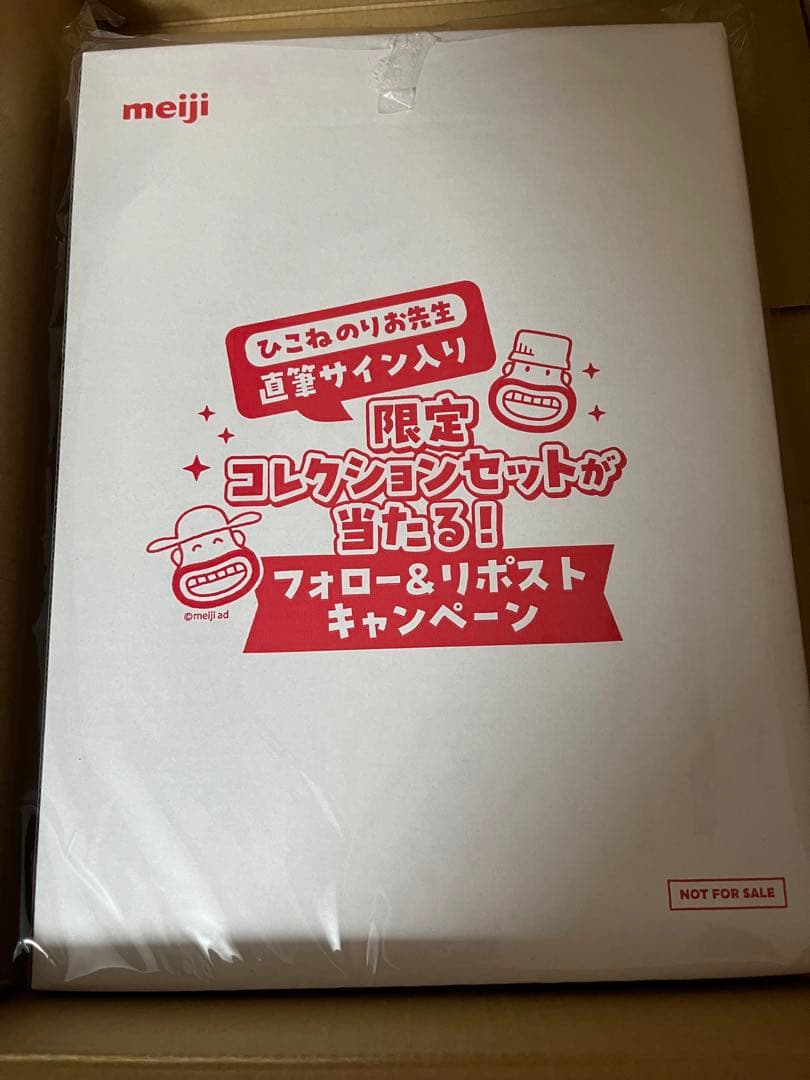 meiji
ひこねのりお先生
直筆サイン入り
限定
コレクションセットが
当たる!
フォロー&リポスト
キャンペーン
©meiji ad
NOT FOR SALE